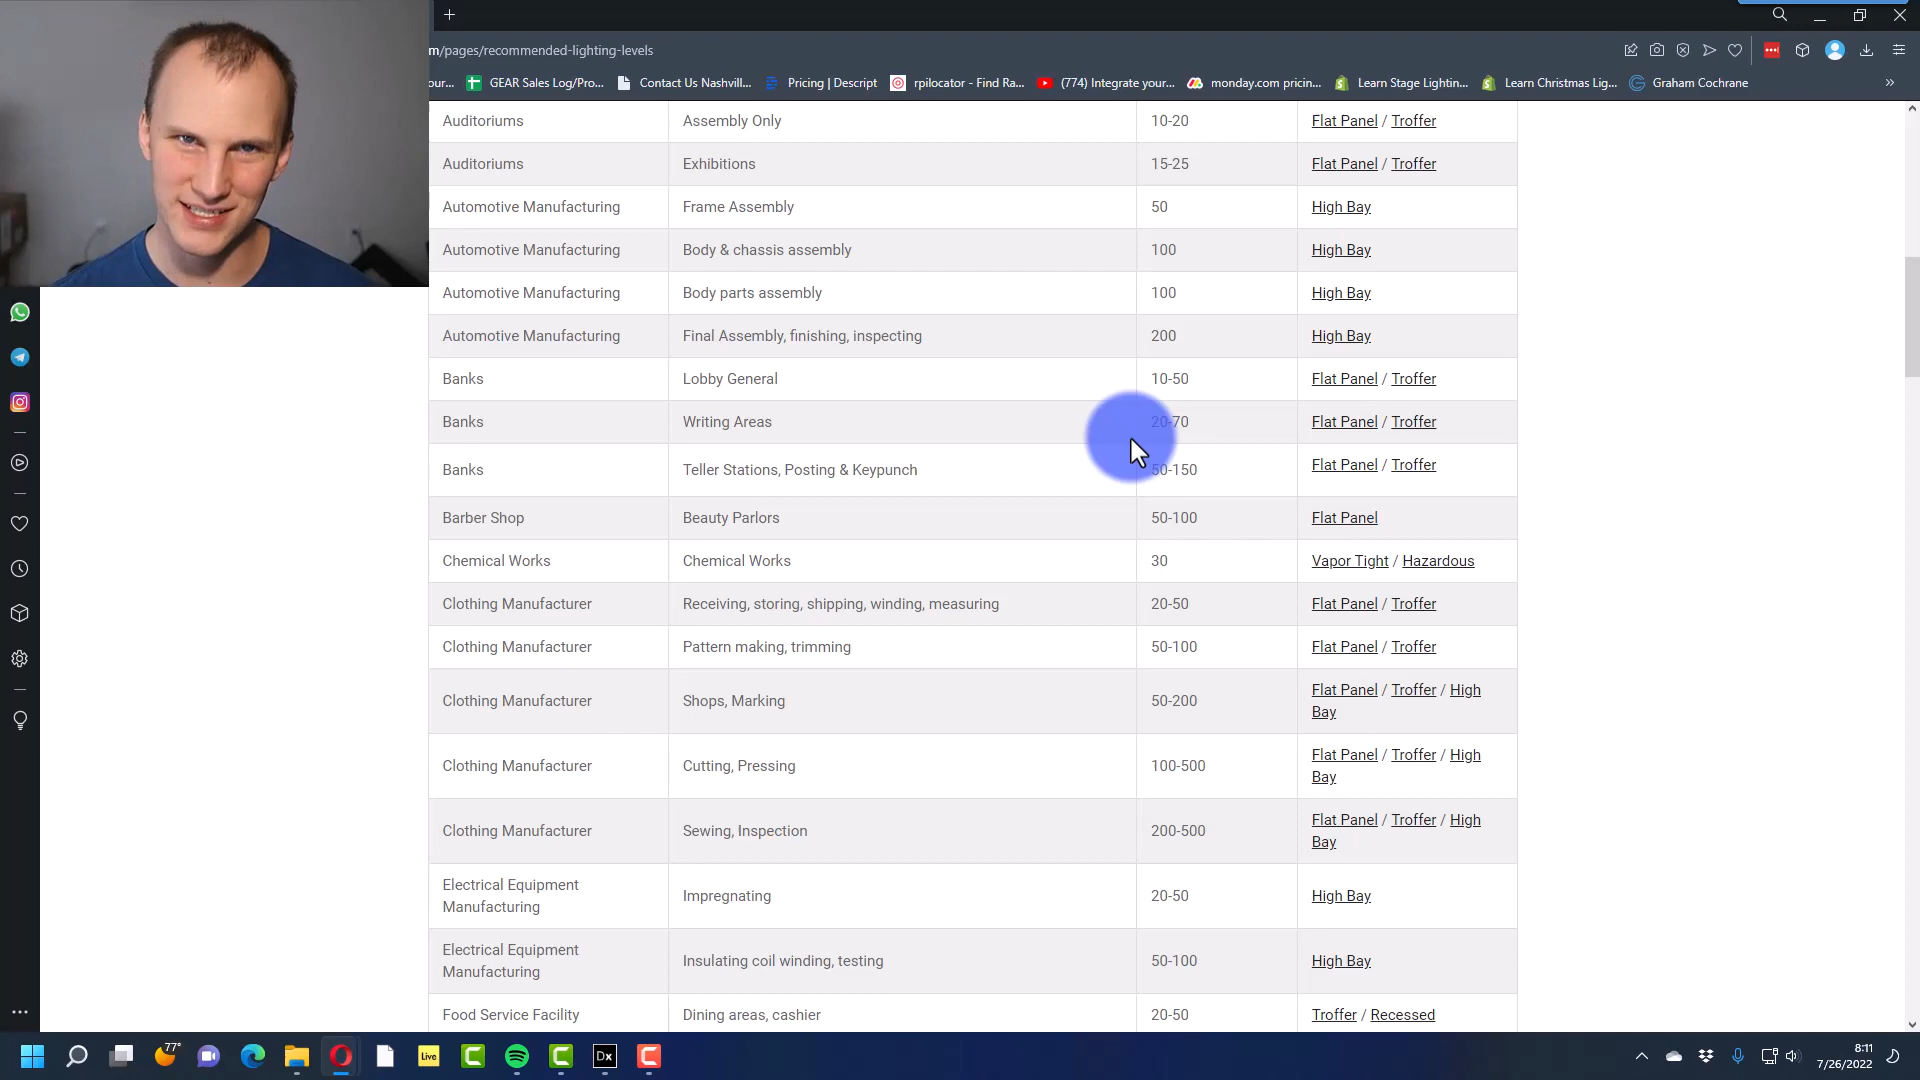 m/pages/recommended-lighting-levels
our... GEAR Sales Log/Pro... Contact Us Nashvill... Pricing | Descript rpilocator - Find Ra... (774) Integrate your... monday.com pricin... Learn Stage Lightin... Learn Christmas Lig... Graham Cochrane »
Auditoriums Assembly Only 10-20 Flat Panel / Troffer
Auditoriums Exhibitions 15-25 Flat Panel / Troffer
Automotive Manufacturing Frame Assembly 50 High Bay
Automotive Manufacturing Body & chassis assembly 100 High Bay
Automotive Manufacturing Body parts assembly 100 High Bay
Automotive Manufacturing Final Assembly, finishing, inspecting 200 High Bay
Banks Lobby General 10-50 Flat Panel / Troffer
Banks Writing Areas 20-70 Flat Panel / Troffer
Banks Teller Stations, Posting & Keypunch 50-150 Flat Panel / Troffer
Barber Shop Beauty Parlors 50-100 Flat Panel
Chemical Works Chemical Works 30 Vapor Tight / Hazardous
Clothing Manufacturer Receiving, storing, shipping, winding, measuring 20-50 Flat Panel / Troffer
Clothing Manufacturer Pattern making, trimming 50-100 Flat Panel / Troffer
Clothing Manufacturer Shops, Marking 50-200 Flat Panel / Troffer / High
Bay
Clothing Manufacturer Cutting, Pressing 100-500 Flat Panel / Troffer / High
Bay
Clothing Manufacturer Sewing, Inspection 200-500 Flat Panel / Troffer / High
Bay
Electrical Equipment
Manufacturing Impregnating 20-50 High Bay
Electrical Equipment
Manufacturing Insulating coil winding, testing 50-100 High Bay
Food Service Facility Dining areas, cashier 20-50 Troffer / Recessed
77°
Live
Dx
8:11
7/26/2022